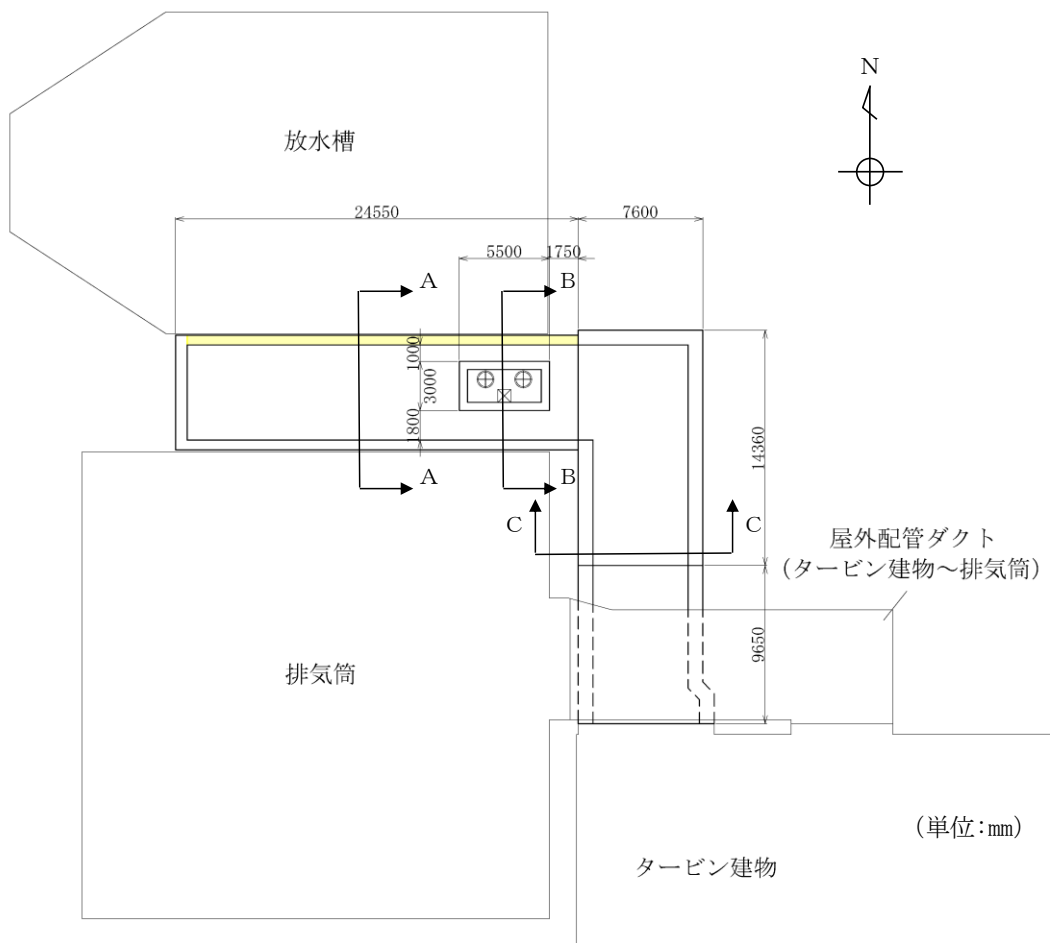 N
放水槽
24550
7600
5500
1750
A
B
1000
3000
1800
14360
A
B
C
C
屋外配管ダクト
（タービン建物～排気筒）
9650
排気筒
（単位:㎜）
タービン建物